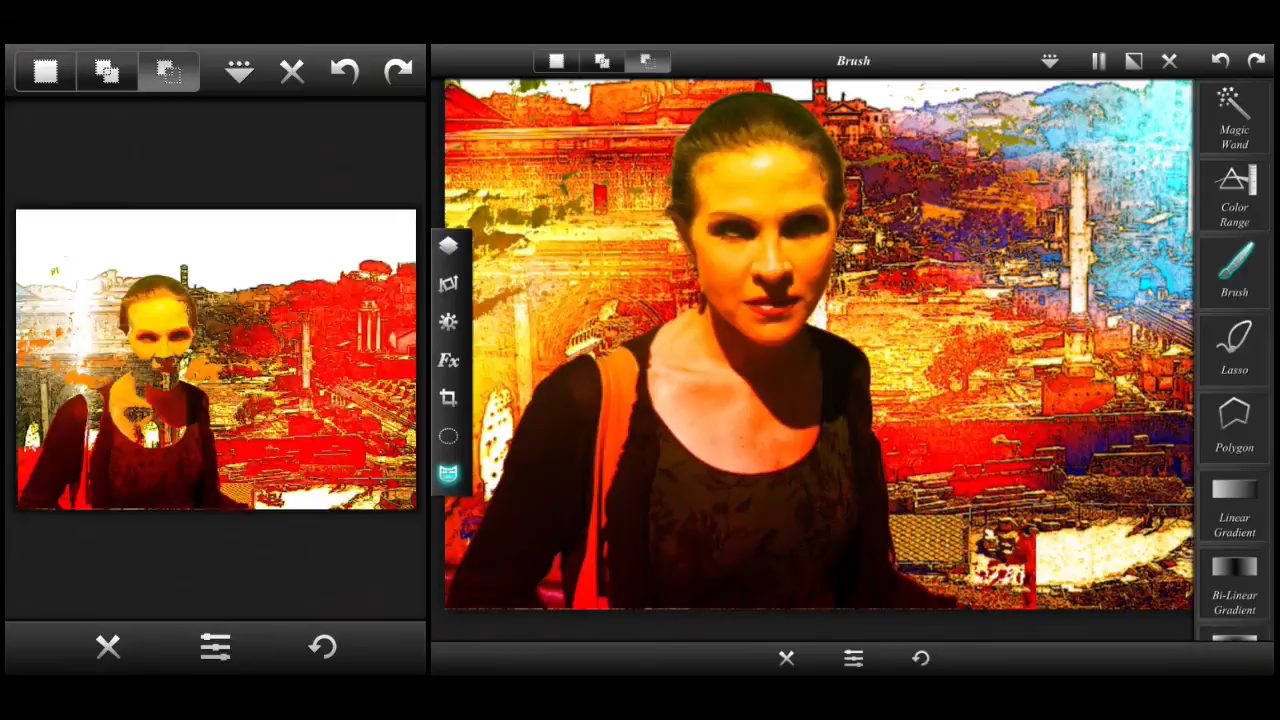 Brush
Magic
Wand
Color
Range
Brush
Fx
Lasso
Polygon
Linear
Gradient
Bi-Linear
Gradient